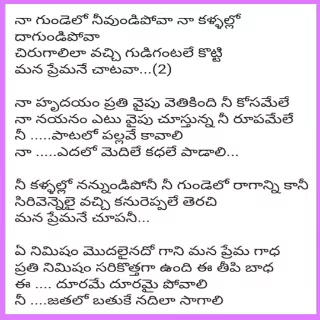 నా గుండెలో నీవుండిపోవా నా కళ్ళల్లో
దాగుండిపోవా
చిరుగాలిలా వచ్చి గుడిగంటలే కొట్టి
మన ప్రేమనే చాటవా...(2)
నా హృదయం ప్రతి వైపు వెతికింది నీ కోసమేలే
నా నయనం ఎటు వైపు చూస్తున్న నీ రూపమేలే
నీ .....పాటలో పల్లవే కావాలి
నా .....ఎదలో మెదిలే కధలే పాడాలి...
నీ కళ్ళల్లో నన్నుండిపోనీ నీ గుండెలో రాగాన్ని కానీ
సిరివెన్నెలై వచ్చి కనురెప్పలే తెరచి
మన ప్రేమనే చూపనీ...
ఏ నిమిషం మొదలైనదో గాని మన ప్రేమ గాధ
ప్రతి నిమిషం సరికొత్తగా ఉంది ఈ తీపి బాధ
ఈ .... దూరమే దూరమై పోవాలి
నీ ....జతలో బతుకే నదిలా సాగాలి